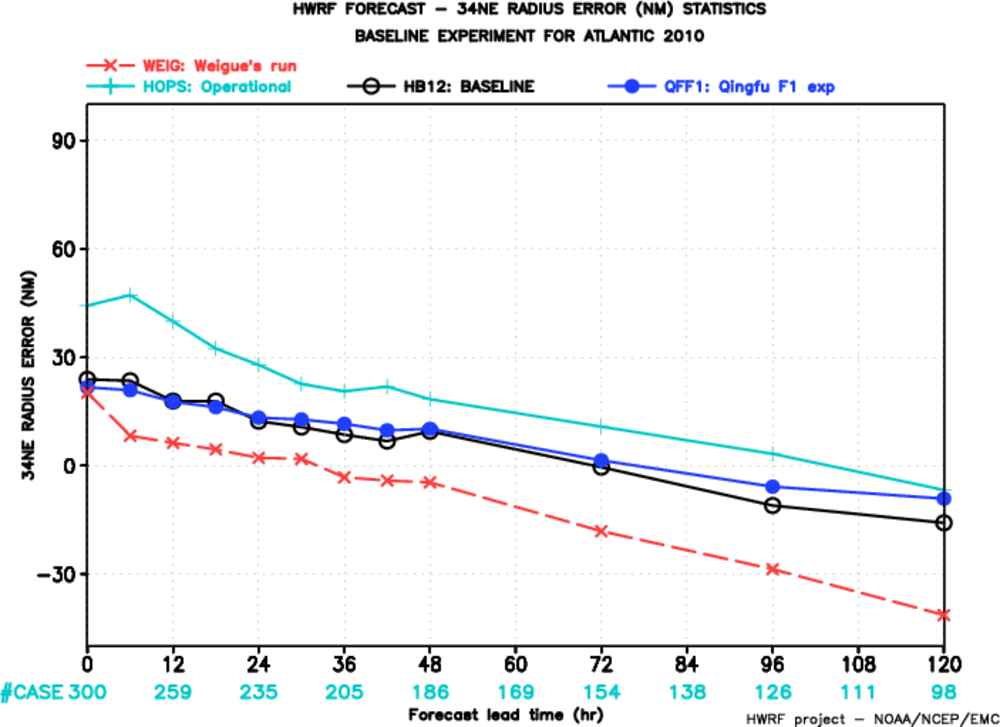 HWRF FORECAST – 34NE RADIUS ERROR (NM) STATISTICS
BASELINE EXPERIMENT FOR ATLANTIC 2010
WEIG: Weigue's run
HOPS: Operational HB12: BASELINE QFF1: Qingfu F1 exp
90
60
30
0
–30
34NE RADIUS ERROR (NM)
0 12 24 36 48 60 72 84 96 108 120
#CASE 300 259 235 205 186 169 154 138 126 111 98
Forecast lead time (hr)
HWRF project – NOAA/NCEP/EMC